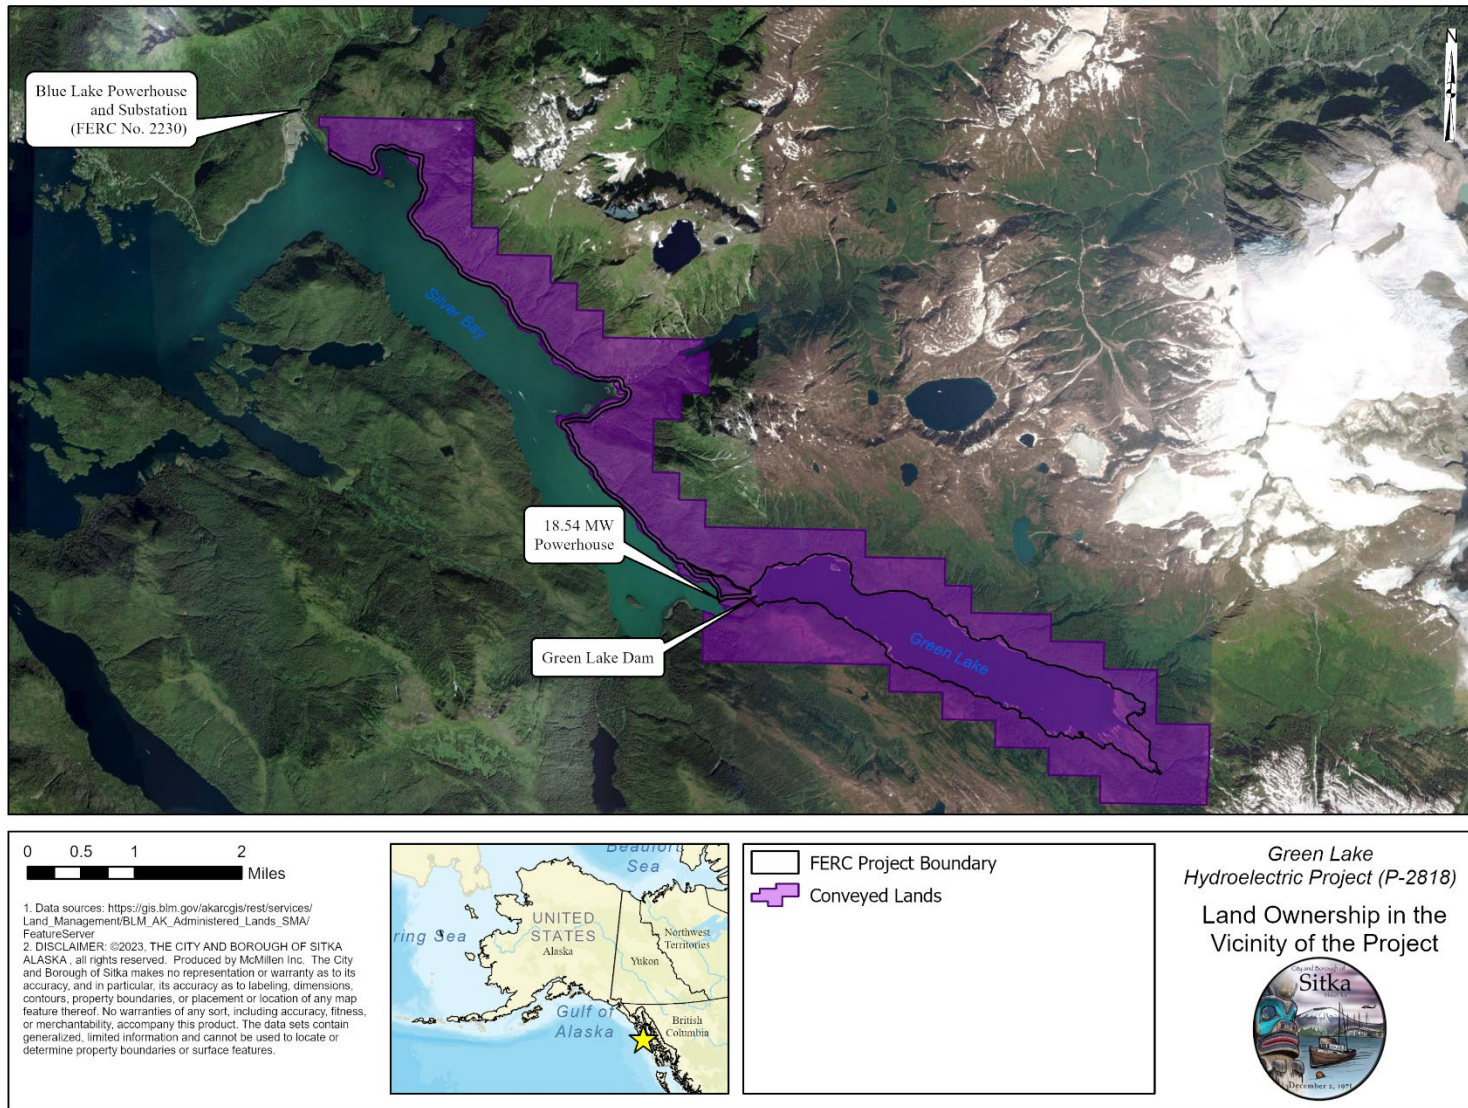 N
Blue Lake Powerhouse
and Substation
(FERC No. 2230)
Silver Bay
18.54 MW
Powerhouse
Green Lake Dam
Green Lake
0 0.5 1 2
Miles
1. Data sources: https://gis.blm.gov/akarcgis/rest/services/
Land_Management/BLM_AK_Administered_Lands_SMA/
FeatureServer
2. DISCLAIMER: ©2023, THE CITY AND BOROUGH OF SITKA
ALASKA , all rights reserved. Produced by McMillen Inc. The City
and Borough of Sitka makes no representation or warranty as to its
accuracy, and in particular, its accuracy as to labeling, dimensions,
contours, property boundaries, or placement or location of any map
feature thereof. No warranties of any sort, including accuracy, fitness,
or merchantability, accompany this product. The data sets contain
generalized, limited information and cannot be used to locate or
determine property boundaries or surface features.
Beaufort
Sea
UNITED
STATES
Alaska
Northwest
Territories
Yukon
ring Sea
Gulf of
Alaska
British
Columbia
FERC Project Boundary
Conveyed Lands
Green Lake
Hydroelectric Project (P-2818)
Land Ownership in the
Vicinity of the Project
City and Borough of
Sitka
December 2, 1971